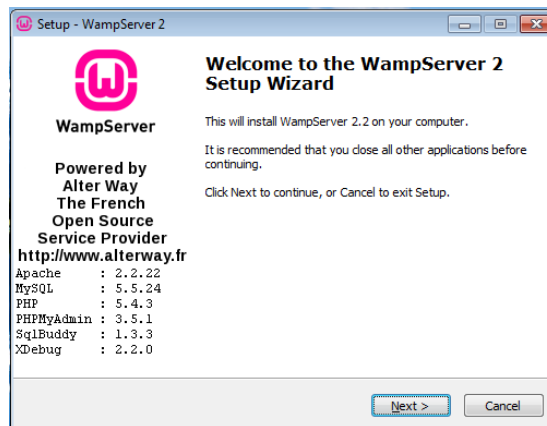 Setup - WampServer 2
WampServer
Powered by
Alter Way
The French
Open Source
Service Provider
http://www.alterway.fr
Apache : 2.2.22
MySQL : 5.5.24
PHP : 5.4.3
PHPMyAdmin : 3.5.1
SqlBuddy : 1.3.3
XDebug : 2.2.0
Welcome to the WampServer 2
Setup Wizard
This will install WampServer 2.2 on your computer.
It is recommended that you close all other applications before
continuing.
Click Next to continue, or Cancel to exit Setup.
Next >
Cancel